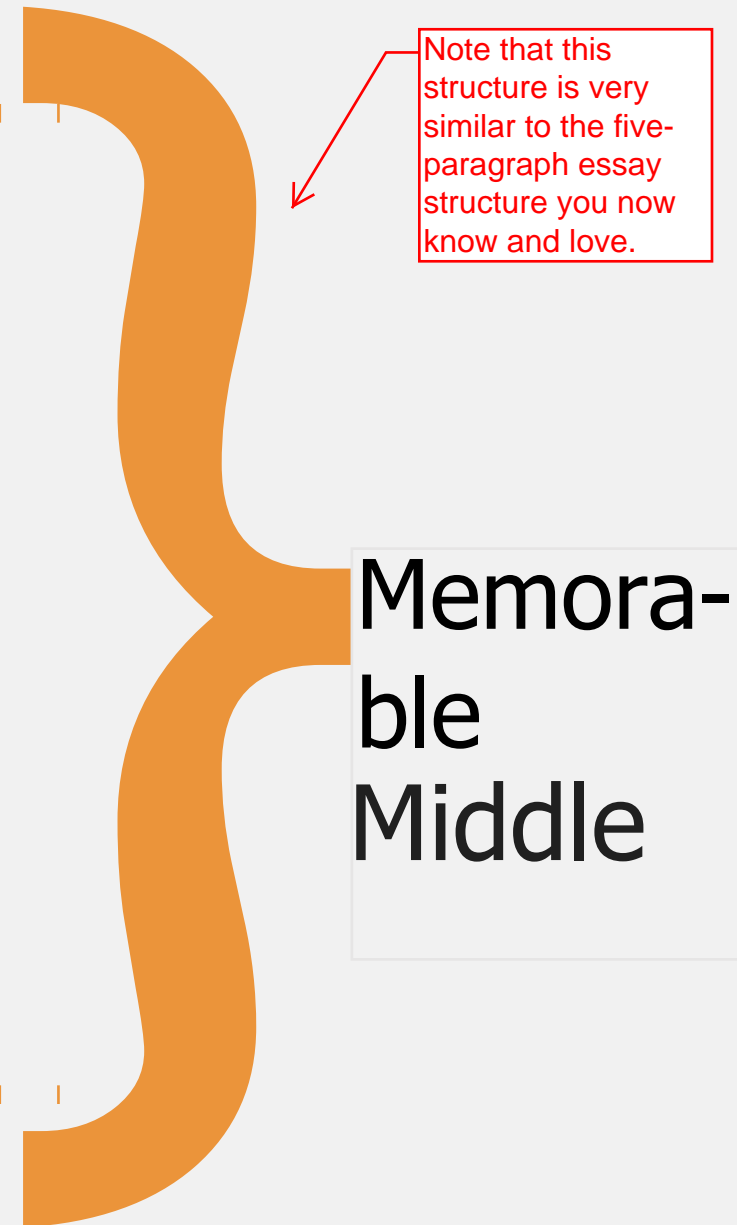 Note that this
structure is very
similar to the five-
paragraph essay
structure you now
know and love.
Memora-
ble
Middle